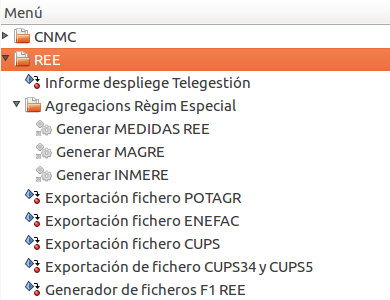 Menú
CNMC
REE
Informe despliege Telegestión
Agregacions Règim Especial
Generar MEDIDAS REE
Generar MAGRE
Generar INMERE
Exportación fichero POTAGR
Exportación fichero ENEFAC
Exportación fichero CUPS
Exportación de fichero CUPS34 y CUPS5
Generador de ficheros F1 REE